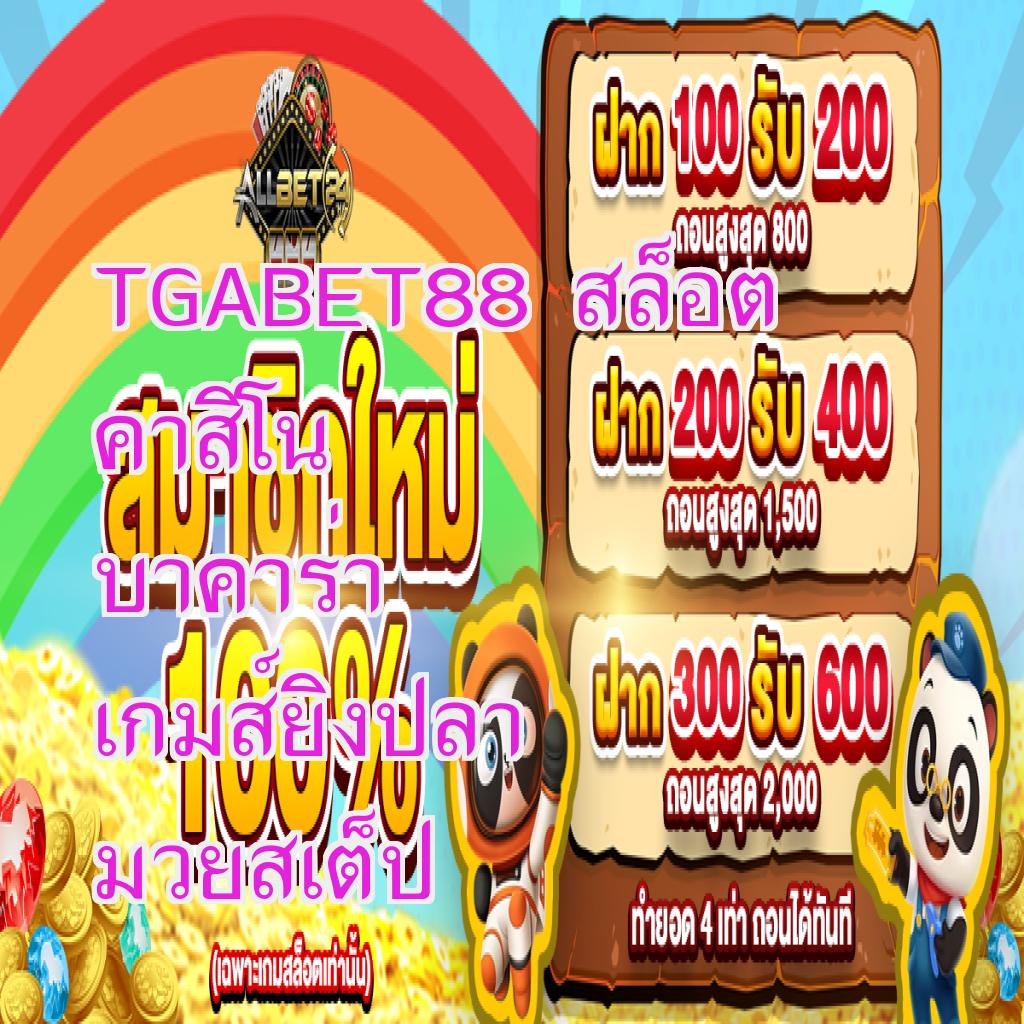 ALLBET24
TGABET88 สล็อต
คาสิโน
บาคาร่า
เกมส์ยิงปลา
มวยสเต็ป
สมาชิกใหม่
100%
(เฉพาะเกมสล็อตเท่านั้น)
ฝาก 100 รับ 200
ถอนสูงสุด 800
ฝาก 200 รับ 400
ถอนสูงสุด 1,500
ฝาก 300 รับ 600
ถอนสูงสุด 2,000
ทำยอด 4 เท่า ถอนได้ทันที